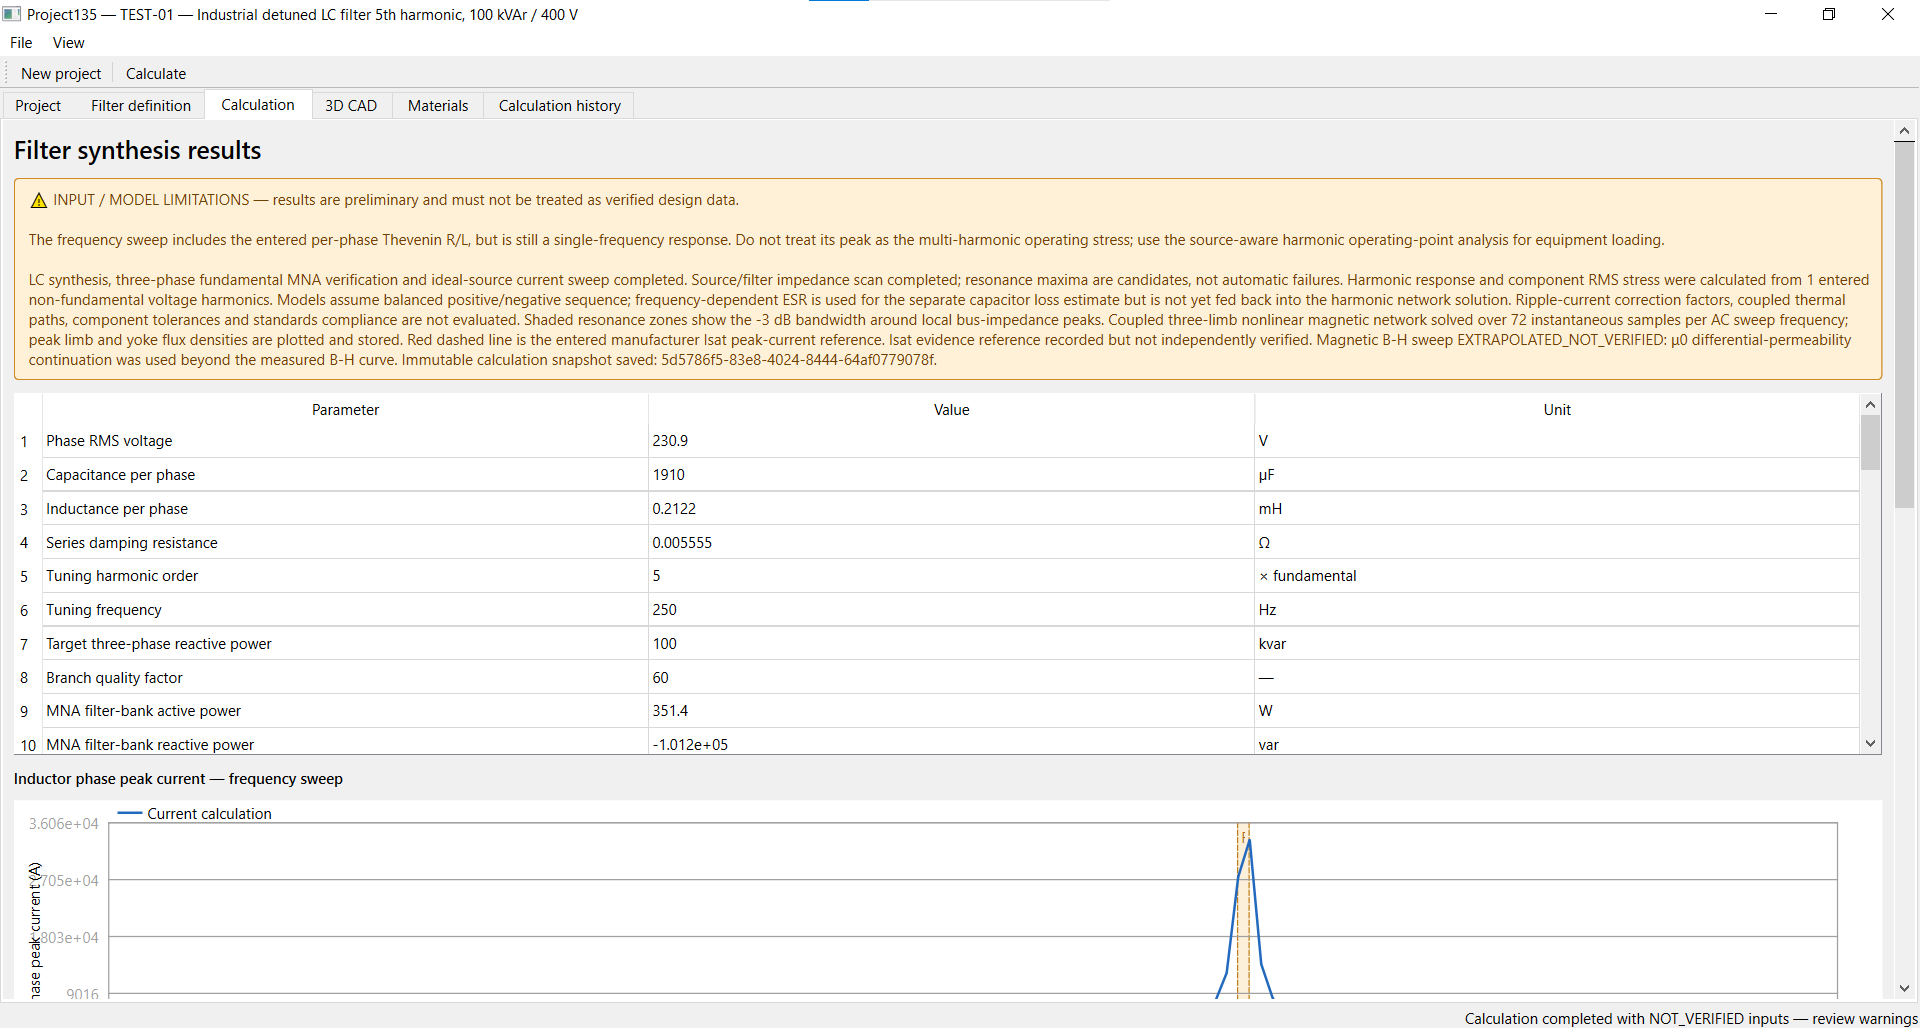 Project135 — TEST-01 — Industrial detuned LC filter 5th harmonic, 100 kVAr / 400 V
File View
New project Calculate
Project Filter definition Calculation 3D CAD Materials Calculation history
Filter synthesis results
⚠ INPUT / MODEL LIMITATIONS — results are preliminary and must not be treated as verified design data.
The frequency sweep includes the entered per-phase Thevenin R/L, but is still a single-frequency response. Do not treat its peak as the multi-harmonic operating stress; use the source-aware harmonic operating-point analysis for equipment loading.
LC synthesis, three-phase fundamental MNA verification and ideal-source current sweep completed. Source/filter impedance scan completed; resonance maxima are candidates, not automatic failures. Harmonic response and component RMS stress were calculated from 1 entered
non-fundamental voltage harmonics. Models assume balanced positive/negative sequence; frequency-dependent ESR is used for the separate capacitor loss estimate but is not yet fed back into the harmonic network solution. Ripple-current correction factors, coupled thermal
paths, component tolerances and standards compliance are not evaluated. Shaded resonance zones show the -3 dB bandwidth around local bus-impedance peaks. Coupled three-limb nonlinear magnetic network solved over 72 instantaneous samples per AC sweep frequency;
peak limb and yoke flux densities are plotted and stored. Red dashed line is the entered manufacturer Isat peak-current reference. Isat evidence reference recorded but not independently verified. Magnetic B-H sweep EXTRAPOLATED_NOT_VERIFIED: µ0 differential-permeability
continuation was used beyond the measured B-H curve. Immutable calculation snapshot saved: 5d5786f5-83e8-4024-8444-64af0779078f.
Parameter Value Unit
1 Phase RMS voltage 230.9 V
2 Capacitance per phase 1910 µF
3 Inductance per phase 0.2122 mH
4 Series damping resistance 0.005555 Ω
5 Tuning harmonic order 5 × fundamental
6 Tuning frequency 250 Hz
7 Target three-phase reactive power 100 kvar
8 Branch quality factor 60 —
9 MNA filter-bank active power 351.4 W
10 MNA filter-bank reactive power -1.012e+05 var
Inductor phase peak current — frequency sweep
Current calculation
3.606e+04
705e+04
803e+04
9016
hase peak current (A)
Calculation completed with NOT_VERIFIED inputs — review warnings